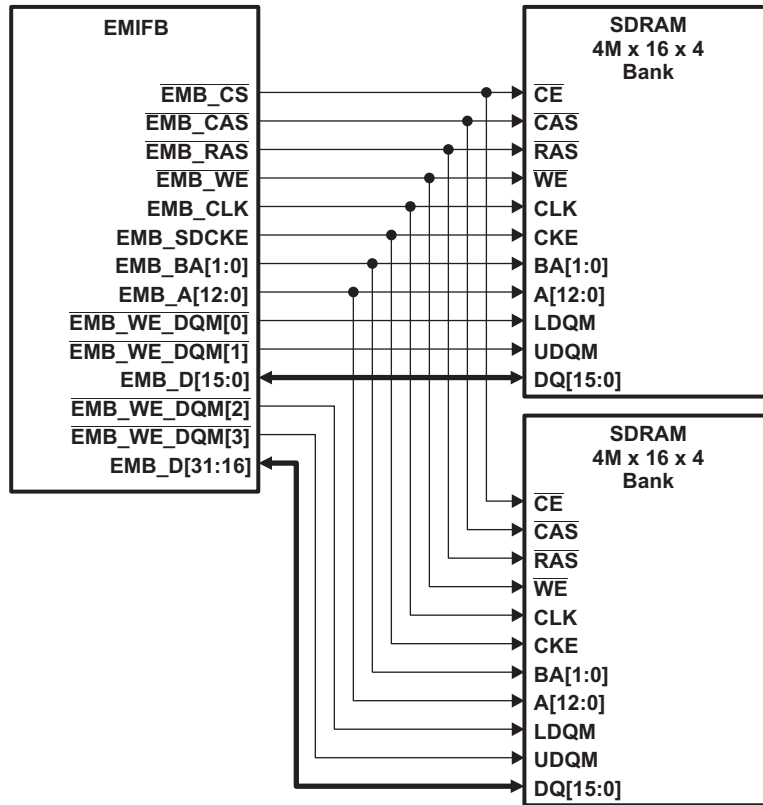 EMIFB
EMB_CS
EMB_CAS
EMB_RAS
EMB_WE
EMB_CLK
EMB_SDCKE
EMB_BA[1:0]
EMB_A[12:0]
EMB_WE_DQM[0]
EMB_WE_DQM[1]
EMB_D[15:0]
EMB_WE_DQM[2]
EMB_WE_DQM[3]
EMB_D[31:16]
SDRAM
4M x 16 x 4
Bank
CE
CAS
RAS
WE
CLK
CKE
BA[1:0]
A[12:0]
LDQM
UDQM
DQ[15:0]
SDRAM
4M x 16 x 4
Bank
CE
CAS
RAS
WE
CLK
CKE
BA[1:0]
A[12:0]
LDQM
UDQM
DQ[15:0]